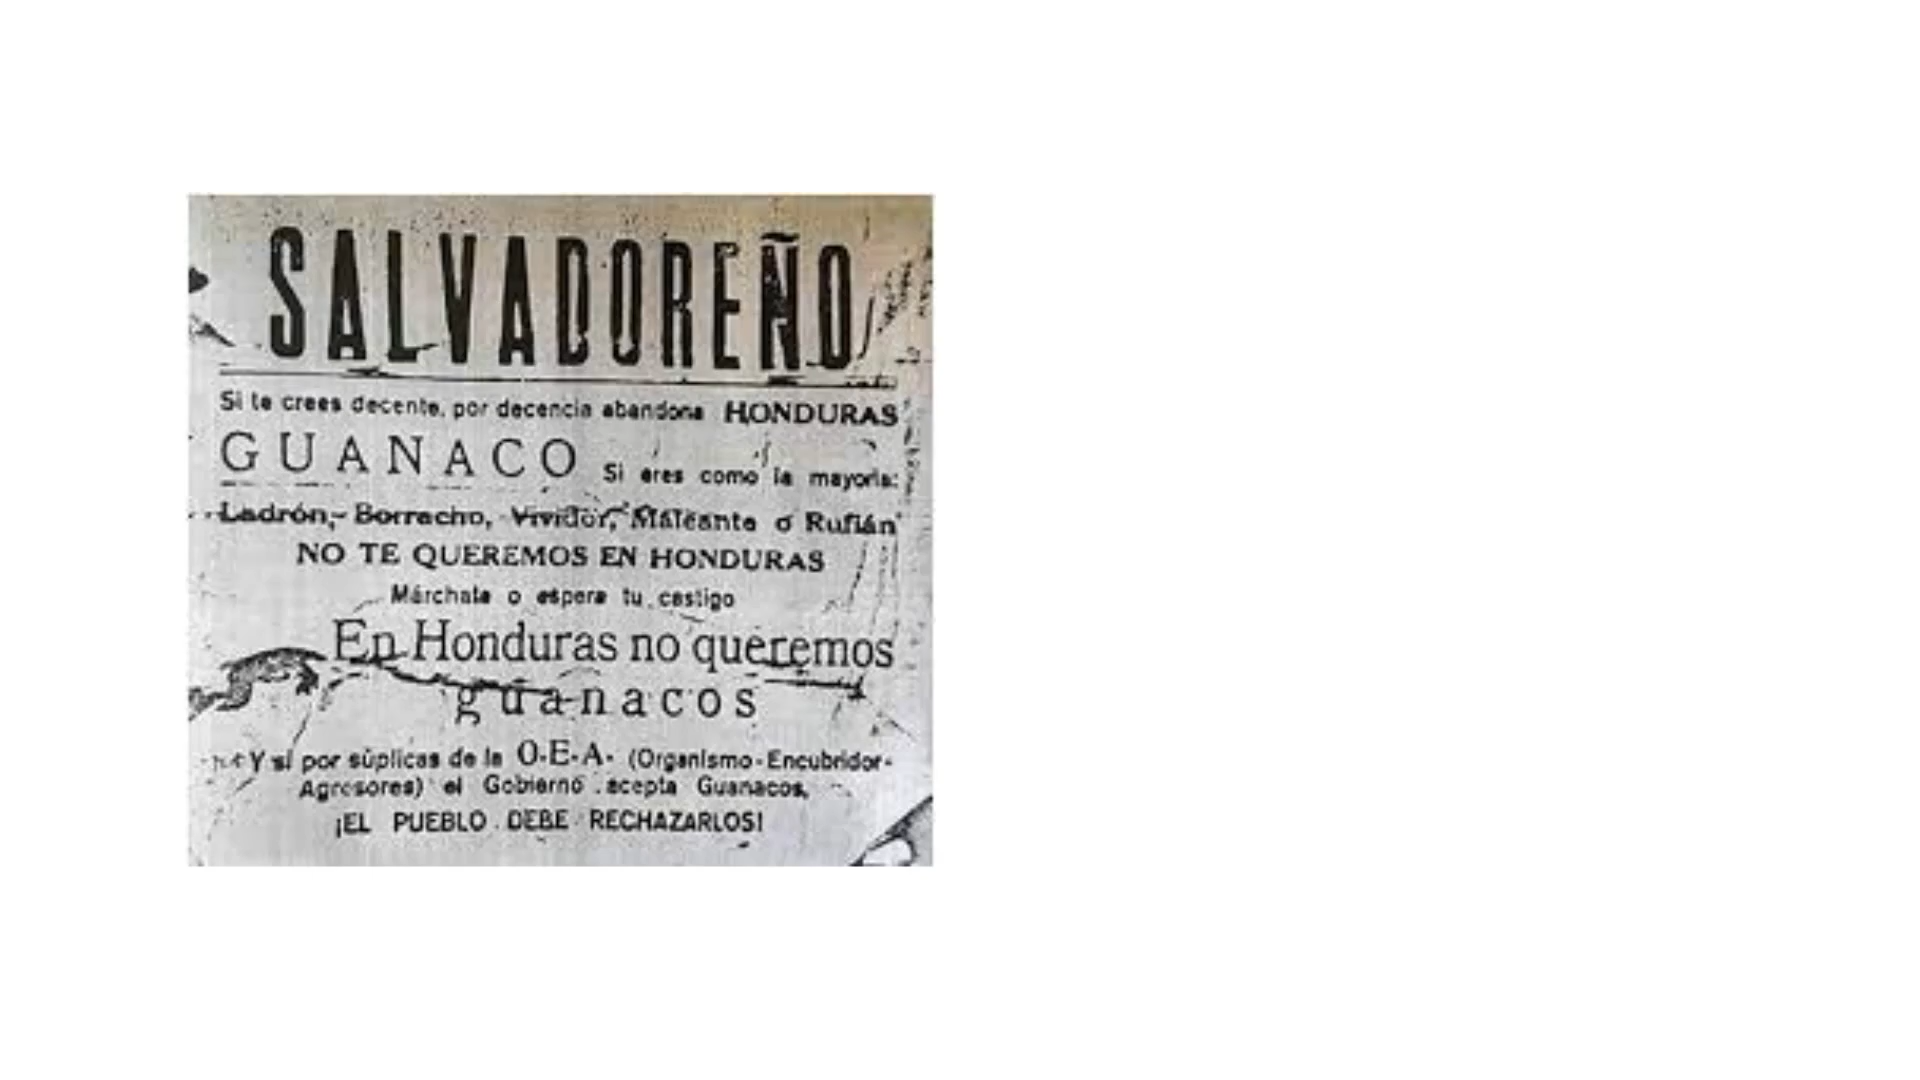 SALVADOREÑO
Si te crees decente, por decencia abandona HONDURAS
GUANACO Si eres como la mayoría:
Ladrón,- Borracho, Vividor, Maleante o Rufián
NO TE QUEREMOS EN HONDURAS
Márchate o espera tu castigo
En Honduras no queremos
guanacos
Y si por súplicas de la O.E.A. (Organismo-Encubridor-
Agresores) el Gobierno acepta Guanacos,
¡EL PUEBLO DEBE RECHAZARLOS!